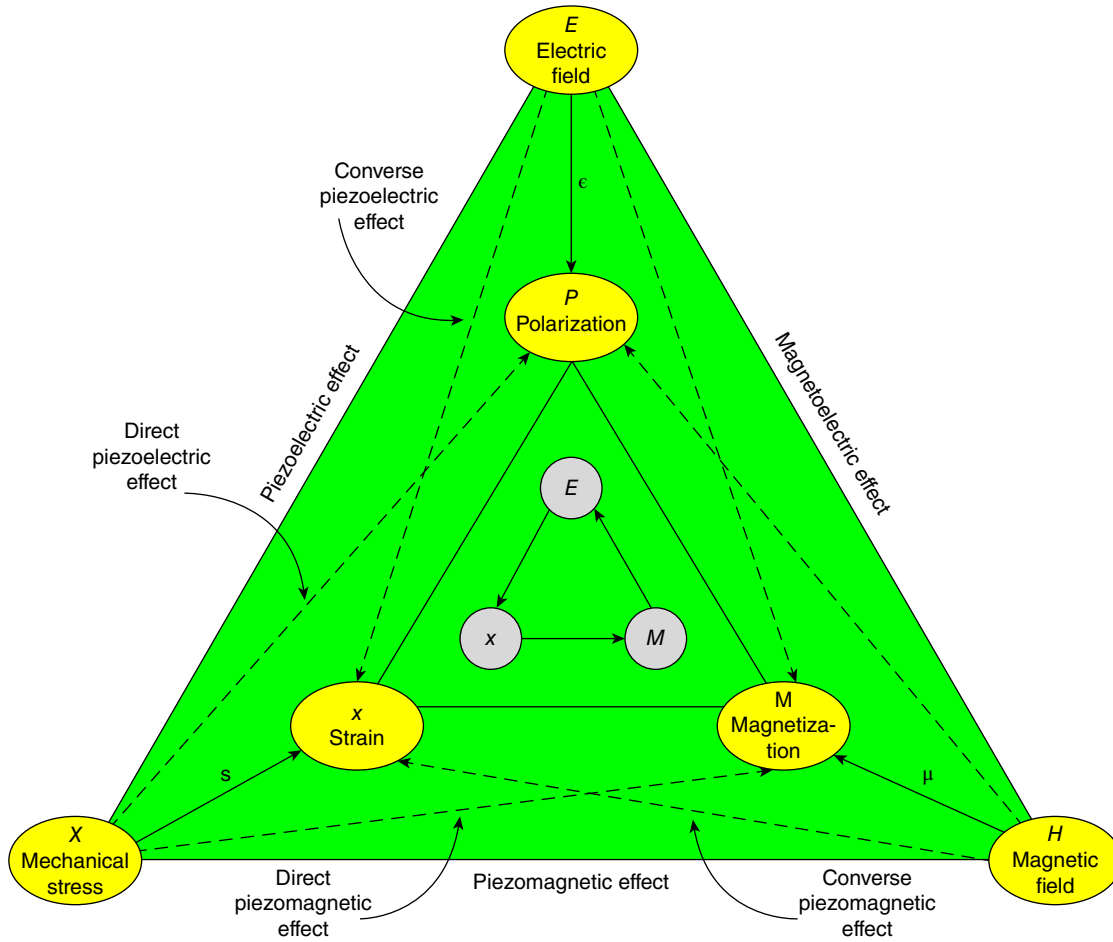 E
Electric
field
Converse
piezoelectric
effect
ϵ
P
Polarization
Piezoelectric effect
Magnetoelectric effect
Direct
piezoelectric
effect
E
x
M
x
Strain
M
Magnetiza-
tion
s
μ
X
Mechanical
stress
H
Magnetic
field
Direct
piezomagnetic
effect
Piezomagnetic effect
Converse
piezomagnetic
effect